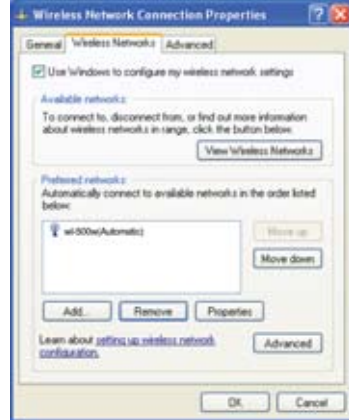 Wireless Network Connection Properties
General Wireless Networks Advanced
Use Windows to configure my wireless network settings
Available networks:
To connect to, disconnect from, or find out more information
about wireless networks in range, click the button below.
View Wireless Networks
Preferred networks:
Automatically connect to available networks in the order listed
below:
wl-500w(Automatic)
Move up
Move down
Add...
Remove
Properties
Learn about setting up wireless network
configuration.
Advanced
OK
Cancel